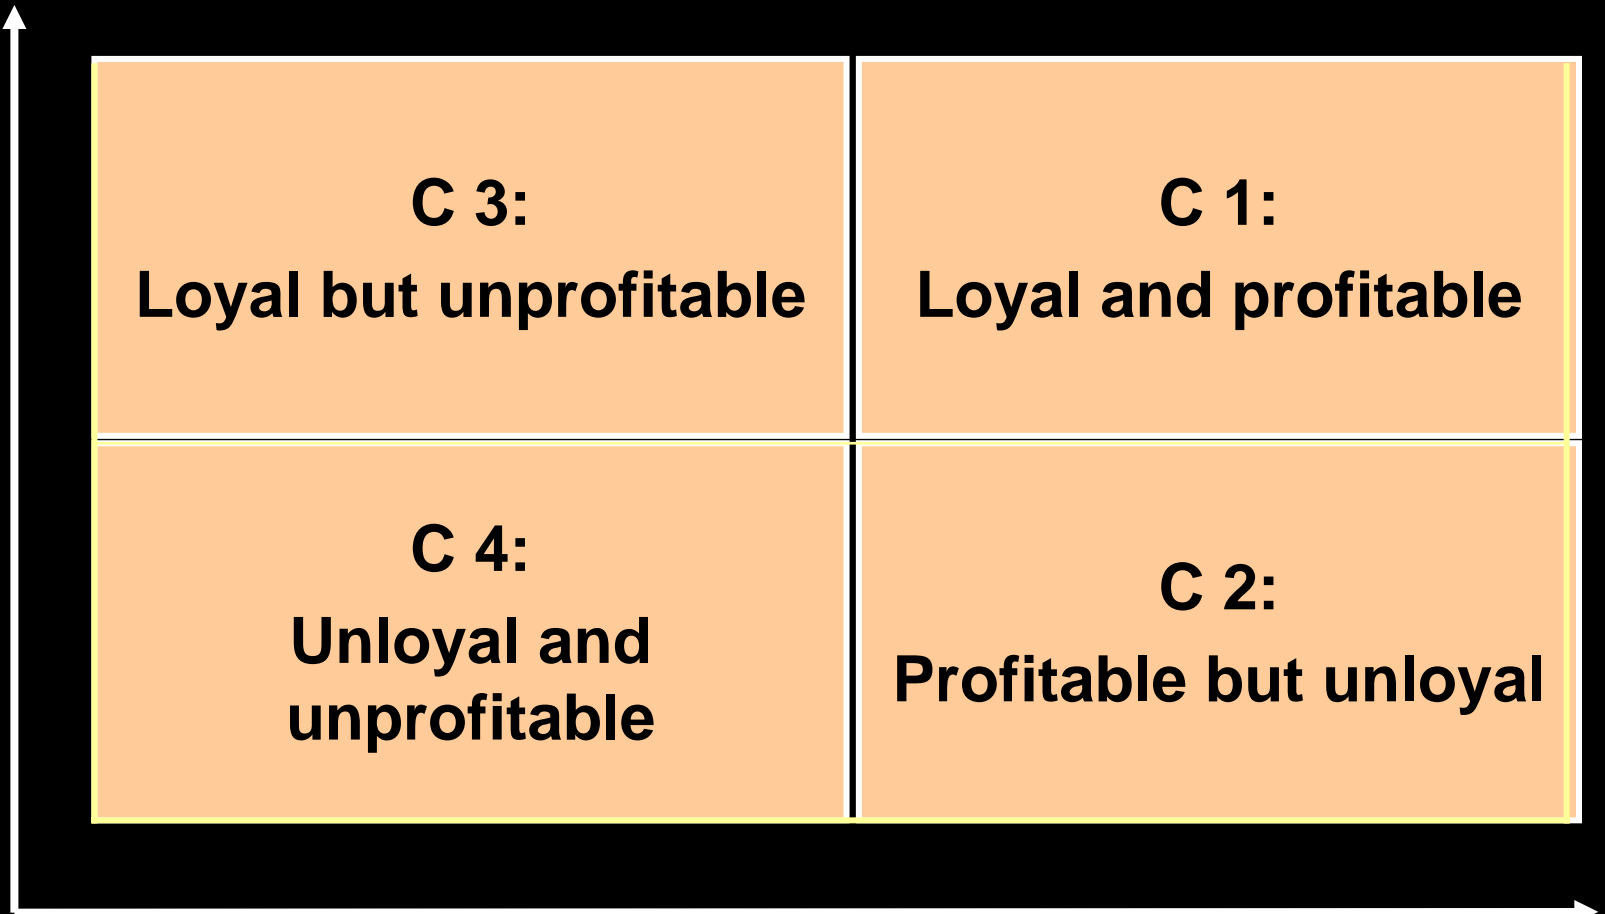 C 3:
Loyal but unprofitable
C 1:
Loyal and profitable
C 4:
Unloyal and
unprofitable
C 2:
Profitable but unloyal